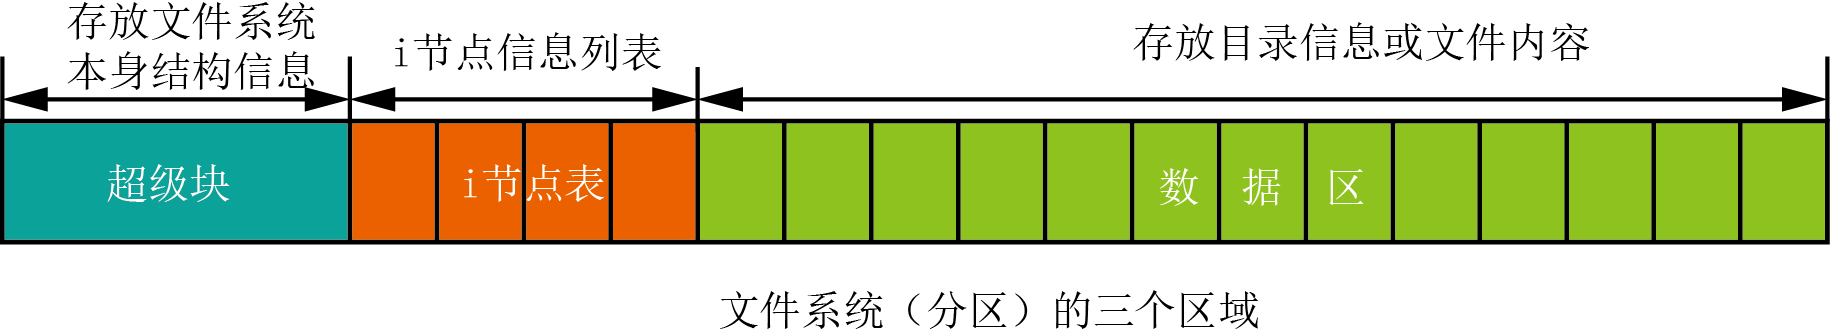 存放文件系统
本身结构信息
i节点信息列表
存放目录信息或文件内容
超级块
i节点表
数据区
文件系统（分区）的三个区域